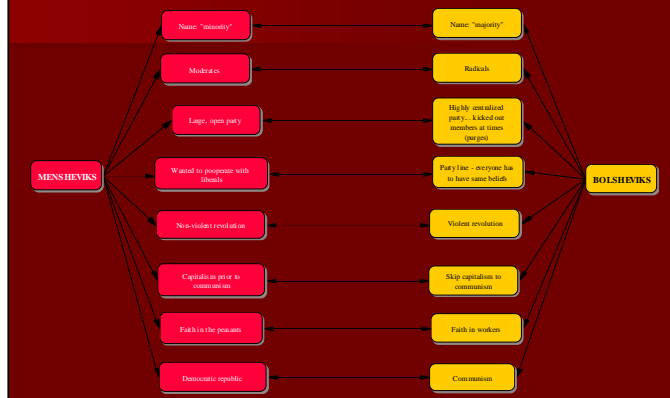 Name: "minority"
Name: "majority"
Moderates
Radicals
Large, open party
Highly centralized
party... kicked out
members at times
(purges)
MENSHEVIKS
Wanted to pooperate with
liberals
Party line - everyone has
to have same beliefs
BOLSHEVIKS
Non-violent revolution
Violent revolution
Capitalism prior to
communism
Skip capitalism to
communism
Faith in the peasants
Faith in workers
Democratic republic
Communism